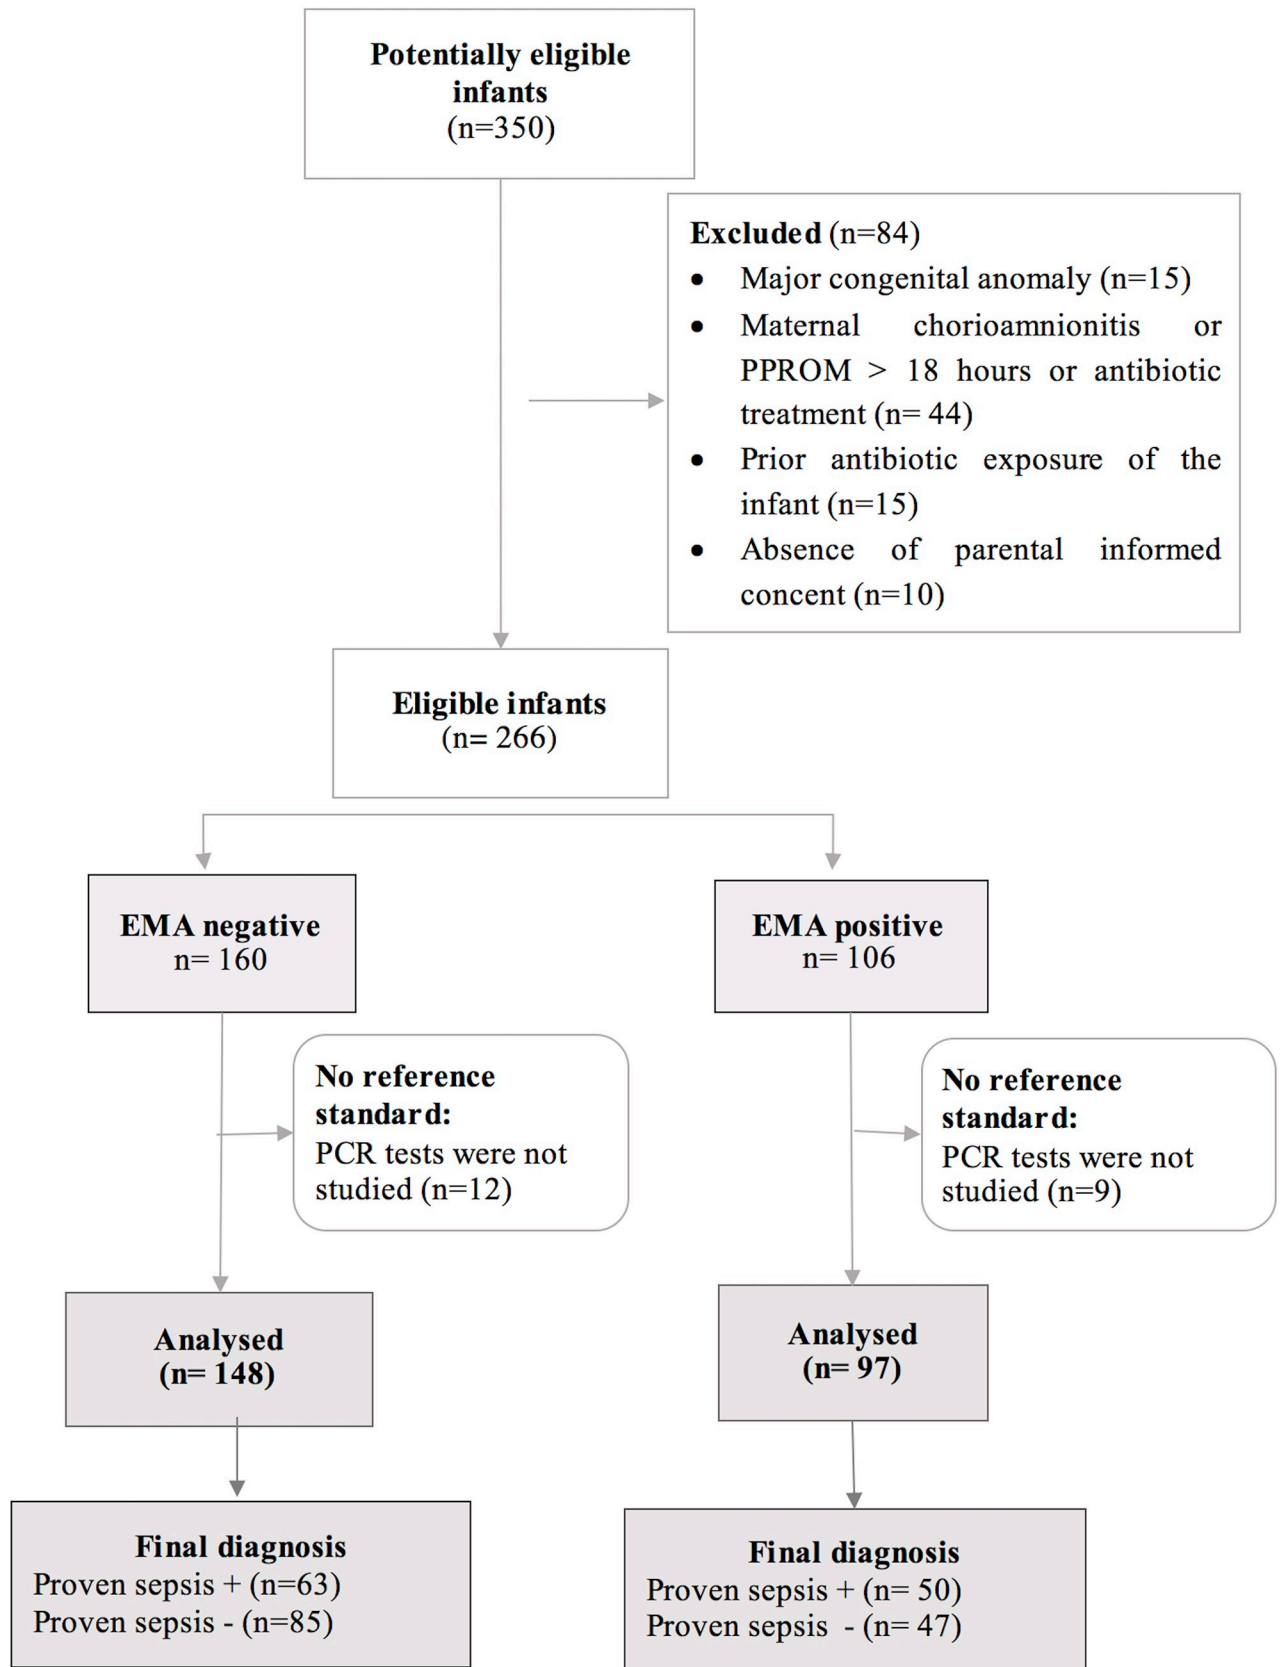 Potentially eligible
infants
(n=350)
Excluded (n=84)
• Major congenital anomaly (n=15)
• Maternal chorioamnionitis or
PPROM > 18 hours or antibiotic
treatment (n= 44)
• Prior antibiotic exposure of the
infant (n=15)
• Absence of parental informed
concent (n=10)
Eligible infants
(n= 266)
EMA negative
n= 160
EMA positive
n= 106
No reference
standard:
PCR tests were not
studied (n=12)
No reference
standard:
PCR tests were not
studied (n=9)
Analysed
(n= 148)
Analysed
(n= 97)
Final diagnosis
Proven sepsis + (n=63)
Proven sepsis - (n=85)
Final diagnosis
Proven sepsis + (n= 50)
Proven sepsis - (n= 47)